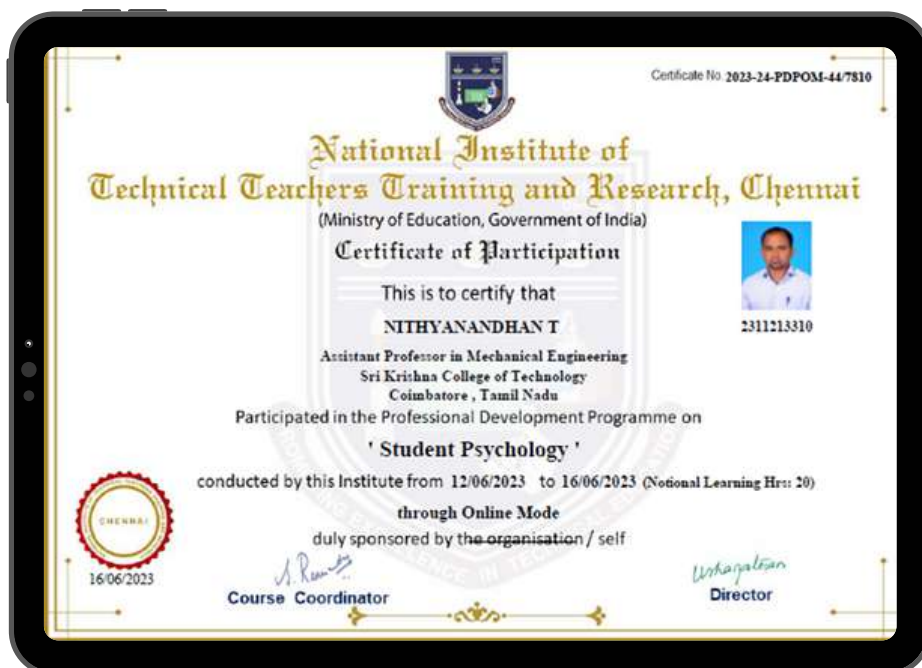 Certificate No. 2023-24-PDPOM-44/7810
National Institute of
Technical Teachers Training and Research, Chennai
(Ministry of Education, Government of India)
Certificate of Participation
This is to certify that
NITHYANANDHAN T
2311213310
Assistant Professor in Mechanical Engineering
Sri Krishna College of Technology
Coimbatore , Tamil Nadu
Participated in the Professional Development Programme on
' Student Psychology '
conducted by this Institute from 12/06/2023 to 16/06/2023 (Notional Learning Hrs: 20)
through Online Mode
duly sponsored by the organisation / self
CHENNAI
16/06/2023
Course Coordinator
Director